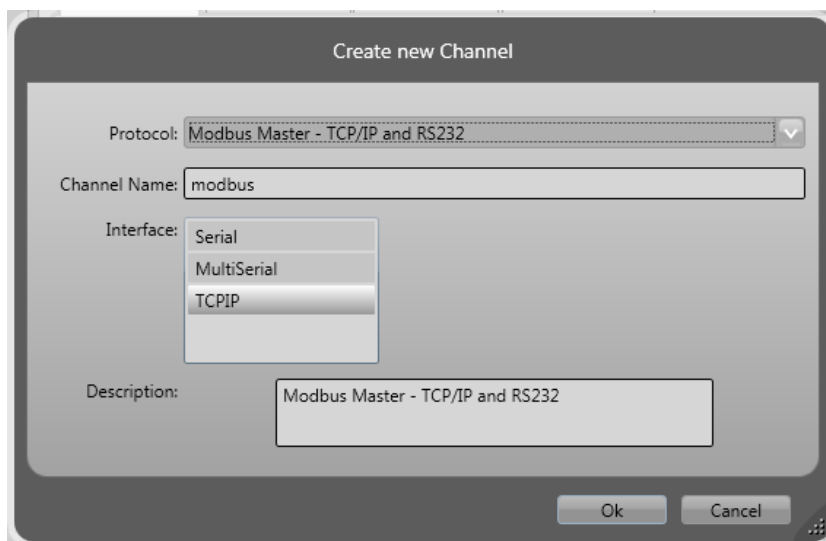 Create new Channel
Protocol: Modbus Master - TCP/IP and RS232
Channel Name: modbus
Interface: Serial
MultiSerial
TCPIP
Description: Modbus Master - TCP/IP and RS232
Ok Cancel